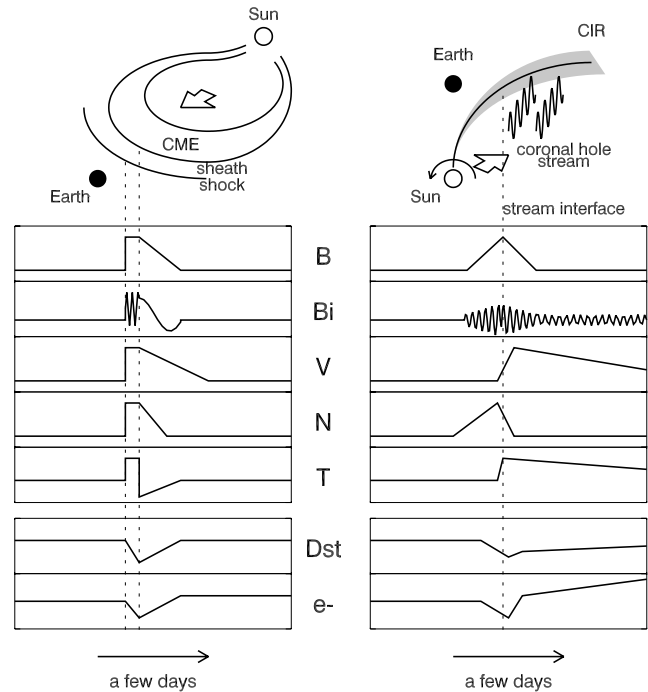 Sun
CIR
Earth
CME
sheath
shock
coronal hole
stream
Earth
Sun
stream interface
B
Bi
V
N
T
Dst
e-
a few days
a few days